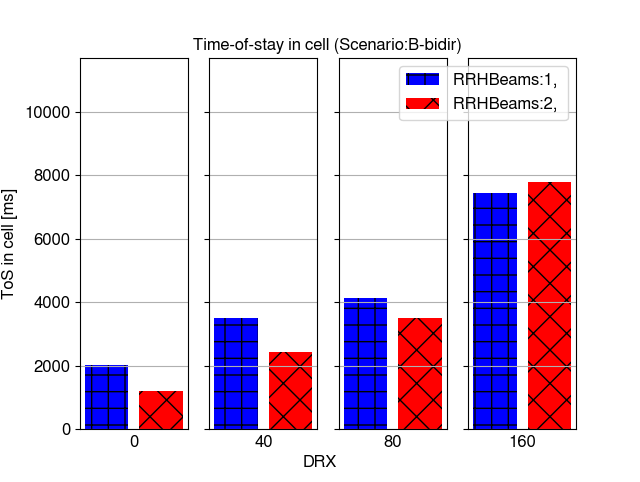 Time-of-stay in cell (Scenario:B-bidir)
RRHBeams:1,
RRHBeams:2,
ToS in cell [ms]
10000
8000
6000
4000
2000
0
0
40
80
160
DRX